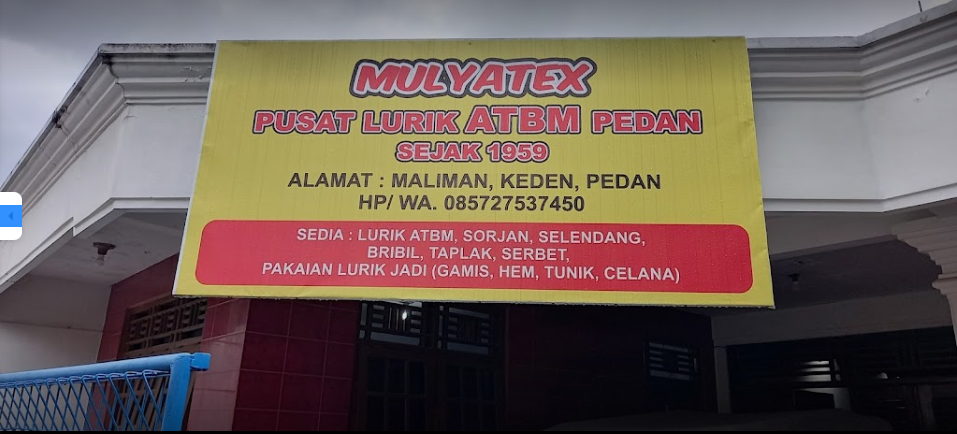 MULYATEX
PUSAT LURIK ATBM PEDAN
SEJAK 1959
ALAMAT : MALIMAN, KEDEN, PEDAN
HP/ WA. 085727537450
SEDIA : LURIK ATBM, SORJAN, SELENDANG,
BRIBIL, TAPLAK, SERBET,
PAKAIAN LURIK JADI (GAMIS, HEM, TUNIK, CELANA)